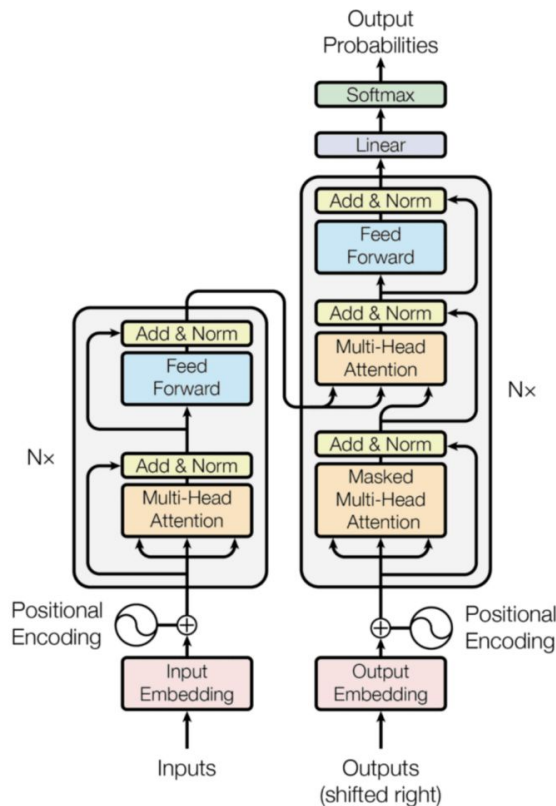 Output
Probabilities
Softmax
Linear
Add & Norm
Feed
Forward
Add & Norm
Multi-Head
Attention
Add & Norm
Masked
Multi-Head
Attention
N×
Add & Norm
Feed
Forward
Add & Norm
Multi-Head
Attention
N×
Positional
Encoding
Positional
Encoding
Input
Embedding
Output
Embedding
Inputs
Outputs
(shifted right)